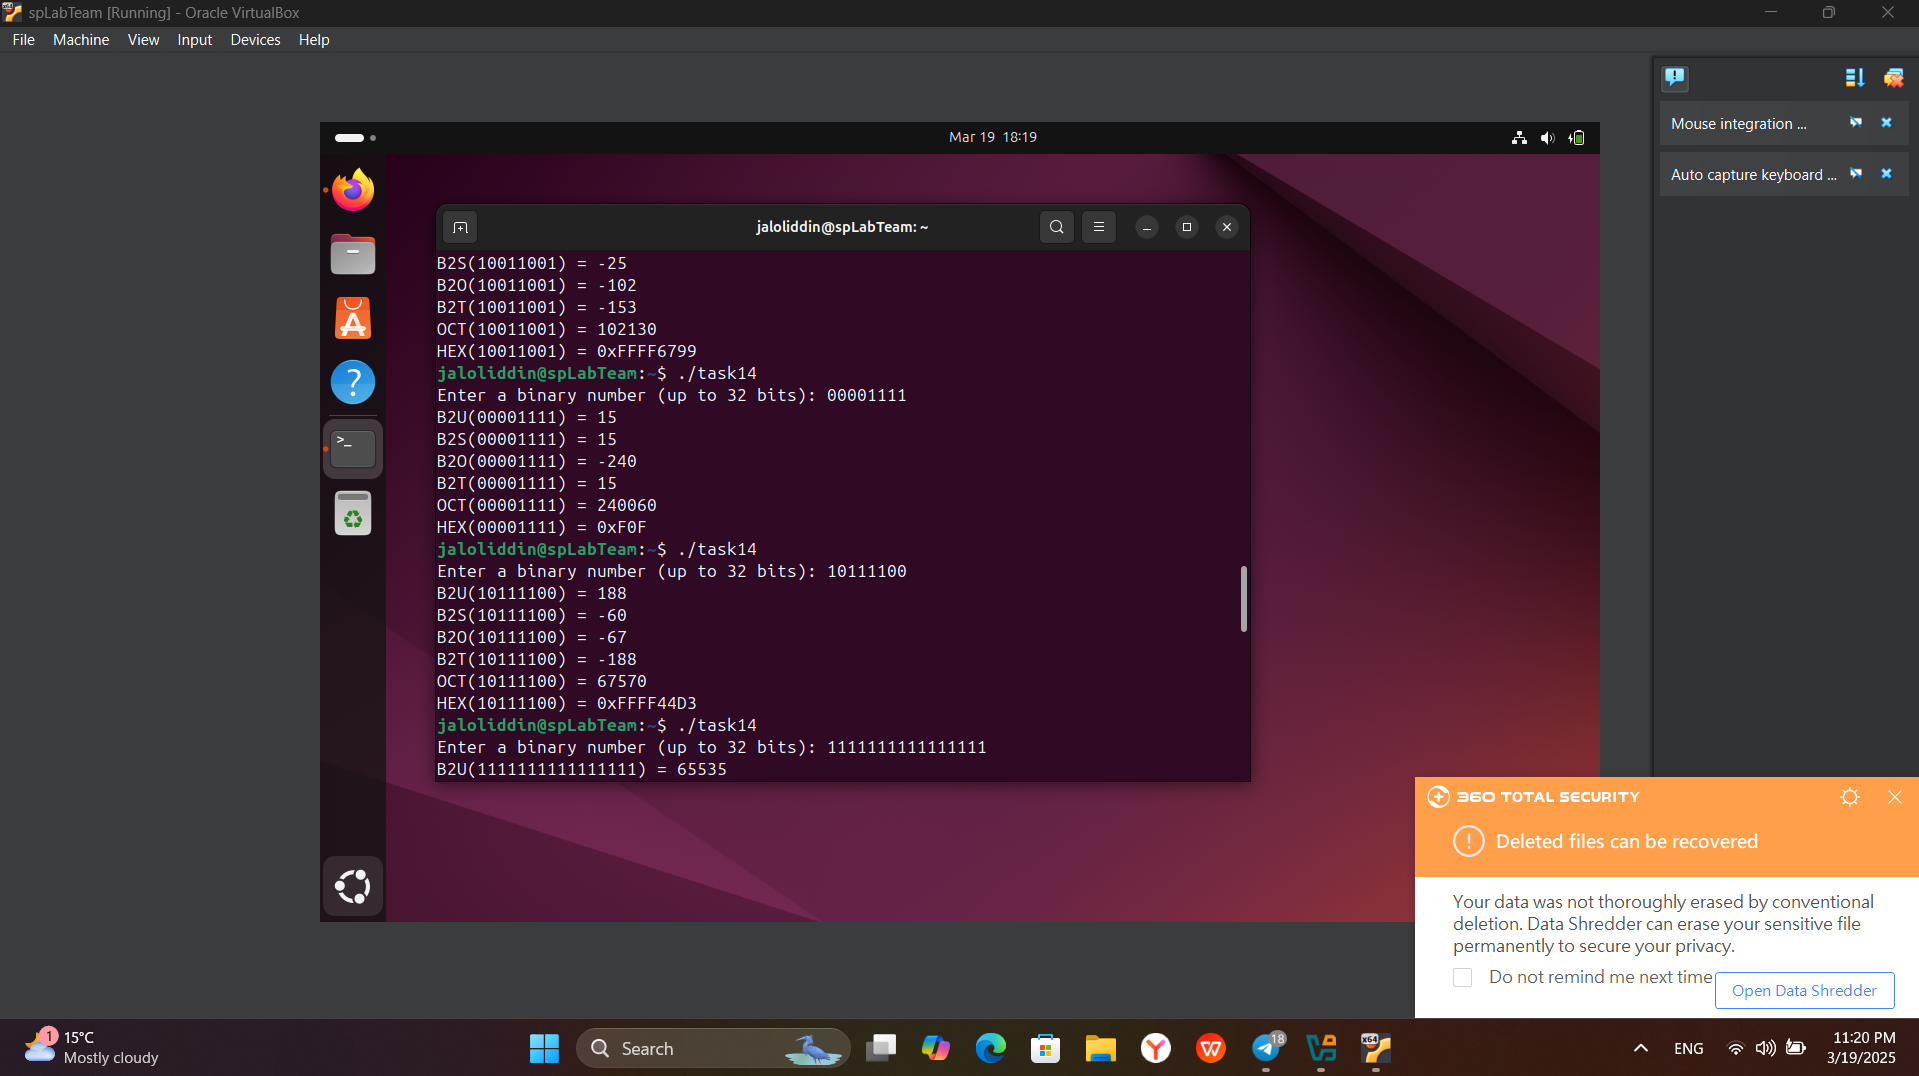 spLabTeam [Running] - Oracle VirtualBox
File Machine View Input Devices Help
Mouse integration ...
Auto capture keyboard ...
Mar 19 18:19
jaloliddin@spLabTeam: ~
B2S(10011001) = -25
B2O(10011001) = -102
B2T(10011001) = -153
OCT(10011001) = 102130
HEX(10011001) = 0xFFFF6799
jaloliddin@spLabTeam:~$ ./task14
Enter a binary number (up to 32 bits): 00001111
B2U(00001111) = 15
B2S(00001111) = 15
B2O(00001111) = -240
B2T(00001111) = 15
OCT(00001111) = 240060
HEX(00001111) = 0xF0F
jaloliddin@spLabTeam:~$ ./task14
Enter a binary number (up to 32 bits): 10111100
B2U(10111100) = 188
B2S(10111100) = -60
B2O(10111100) = -67
B2T(10111100) = -188
OCT(10111100) = 67570
HEX(10111100) = 0xFFFF44D3
jaloliddin@spLabTeam:~$ ./task14
Enter a binary number (up to 32 bits): 1111111111111111
B2U(1111111111111111) = 65535
360 TOTAL SECURITY
Deleted files can be recovered
Your data was not thoroughly erased by conventional
deletion. Data Shredder can erase your sensitive file
permanently to secure your privacy.
Do not remind me next time
Open Data Shredder
1
15°C
Mostly cloudy
Search
18
x64
ENG
11:20 PM
3/19/2025